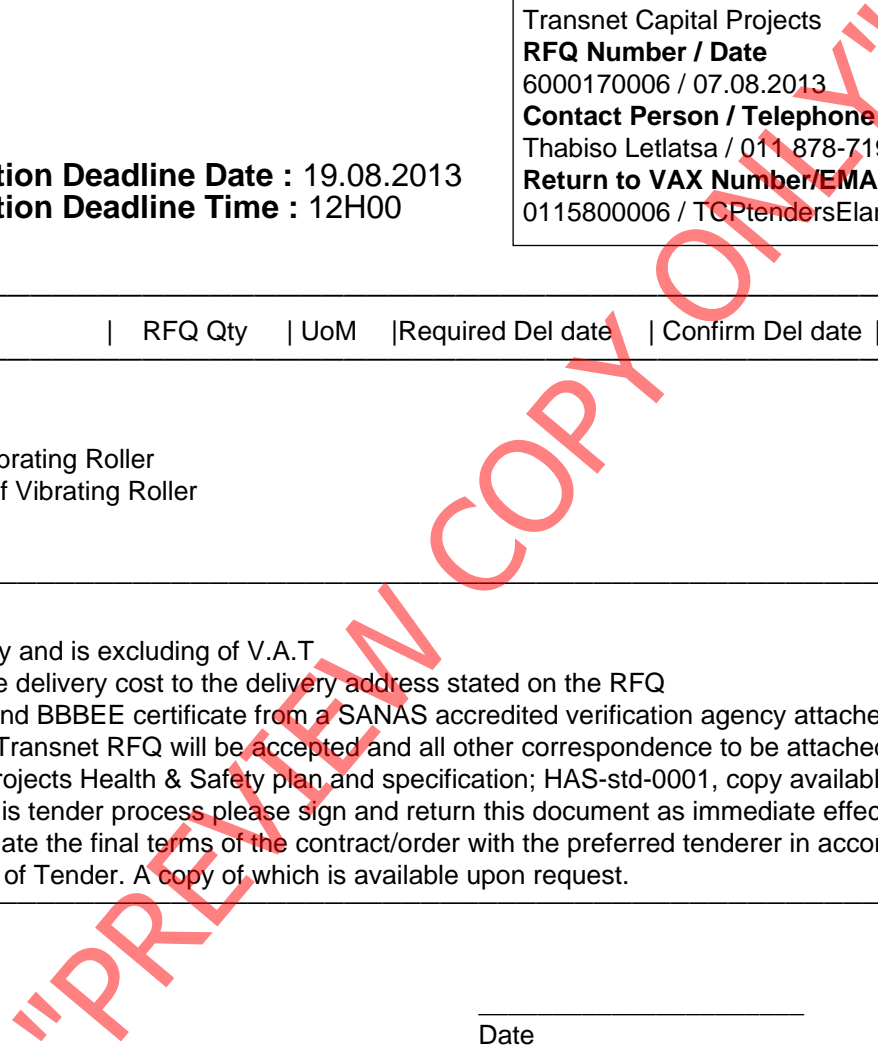 Transnet Capital Projects
RFQ Number / Date
6000170006 / 07.08.2013
Contact Person / Telephone
Thabiso Letlatsa / 011 878-719
Return to VAX Number/EMA
0115800006 / TCPtendersElan
tion Deadline Date : 19.08.2013
tion Deadline Time : 12H00
| RFQ Qty | UoM |Required Del date | Confirm Del date |
brating Roller
f Vibrating Roller
y and is excluding of V.A.T
e delivery cost to the delivery address stated on the RFQ
nd BBBEE certificate from a SANAS accredited verification agency attache
Transnet RFQ will be accepted and all other correspondence to be attached
rojects Health & Safety plan and specification; HAS-std-0001, copy availabl
is tender process please sign and return this document as immediate effec
ate the final terms of the contract/order with the preferred tenderer in accor
of Tender. A copy of which is available upon request.
Date
"PREVIEW COPY ONLY"